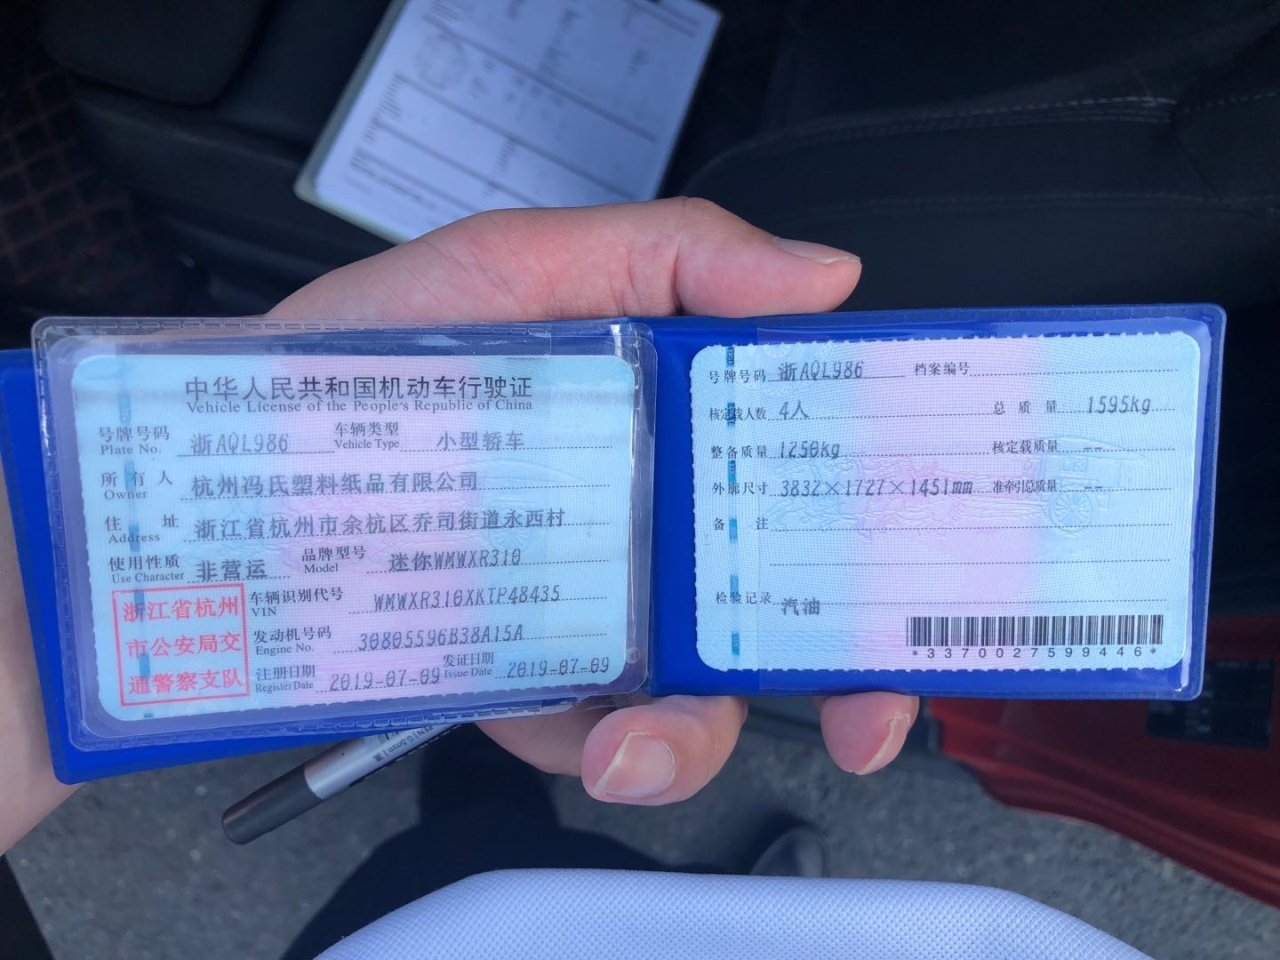 中华人民共和国机动车行驶证
Vehicle License of the People's Republic of China
号牌号码 浙AQL986 车辆类型 小型轿车
Plate No. Vehicle Type
所有人 杭州冯氏塑料纸品有限公司
Owner
住址 浙江省杭州市余杭区乔司街道永西村
Address
使用性质 非营运 品牌型号 迷你WMWXR310
Use Character Model
浙江省杭州
市公安局交
通警察支队
车辆识别代号 WMWXR310XKTP48435
VIN
发动机号码 30805596B38A15A
Engine No.
注册日期 2019-07-09 发证日期 2019-07-09
Register Date Issue Date
号牌号码 浙AQL986 档案编号
核定载人数 4人 总质量 1595kg
整备质量 1250kg 核定载质量 --
外廓尺寸 3832×1727×1451mm 准牵引总质量 --
备注
检验记录 汽油
*3370027599446*